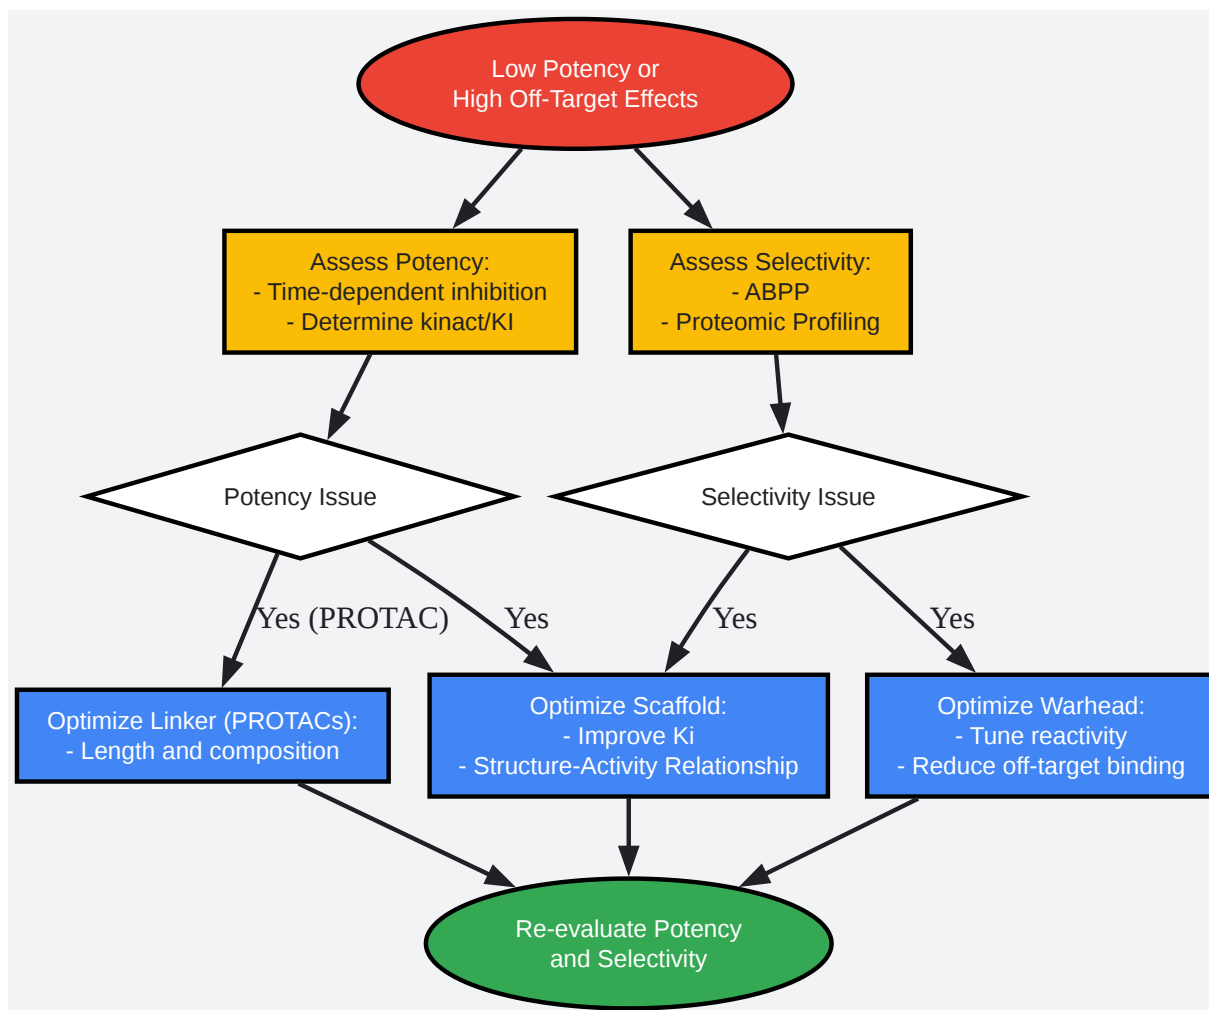 Low Potency or
High Off-Target Effects
Assess Potency:
- Time-dependent inhibition
- Determine kinact/KI
Assess Selectivity:
- ABPP
- Proteomic Profiling
Potency Issue
Selectivity Issue
Yes (PROTAC)
Yes
Yes
Yes
Optimize Linker (PROTACs):
- Length and composition
Optimize Scaffold:
- Improve Ki
- Structure-Activity Relationship
Optimize Warhead:
- Tune reactivity
- Reduce off-target binding
Re-evaluate Potency
and Selectivity